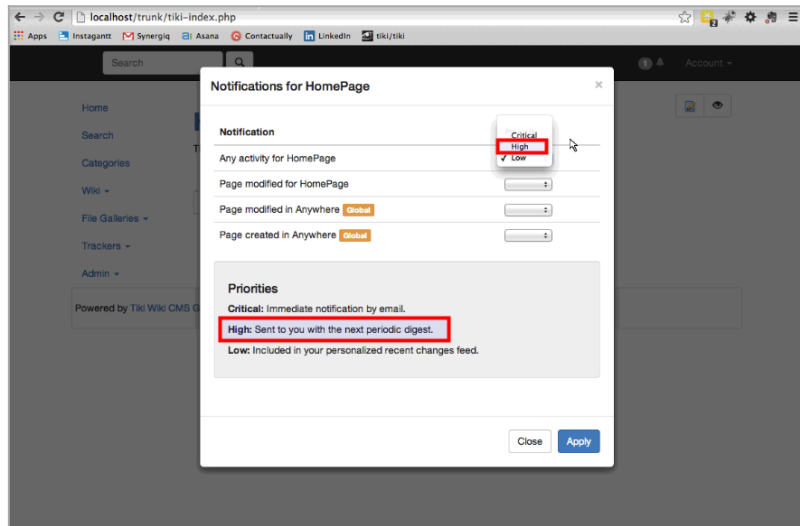 localhost/trunk/tiki-index.php
2
Apps Instagantt Synergiq Asana Contactually LinkedIn tiki/tiki
Search
1
Account
Notifications for HomePage
×
Home
Search
Categories
Wiki
File Galleries
Trackers
Admin
Powered by Tiki Wiki CMS G
Notification
Critical
High
✓ Low
Any activity for HomePage
Page modified for HomePage
Page modified in Anywhere Global
Page created in Anywhere Global
Priorities
Critical: Immediate notification by email.
High: Sent to you with the next periodic digest.
Low: Included in your personalized recent changes feed.
Close Apply